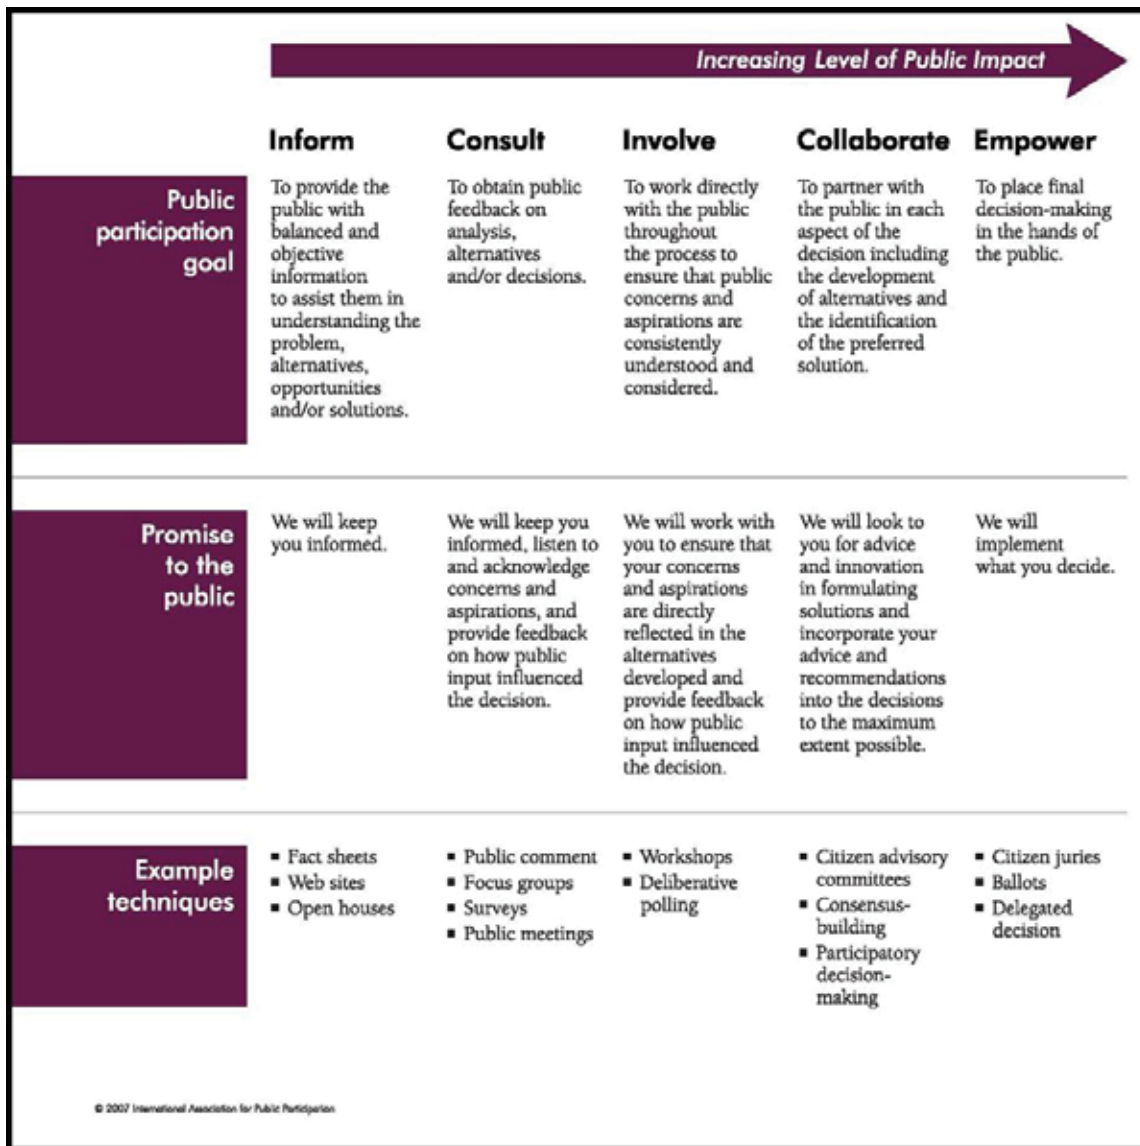 Increasing Level of Public Impact
Inform
Consult
Involve
Collaborate
Empower
Public
participation
goal
To provide the
public with
balanced and
objective
information
to assist them in
understanding the
problem,
alternatives,
opportunities
and/or solutions.
To obtain public
feedback on
analysis,
alternatives
and/or decisions.
To work directly
with the public
throughout
the process to
ensure that public
concerns and
aspirations are
consistently
understood and
considered.
To partner with
the public in each
aspect of the
decision including
the development
of alternatives and
the identification
of the preferred
solution.
To place final
decision-making
in the hands of
the public.
Promise
to the
public
We will keep
you informed.
We will keep you
informed, listen to
and acknowledge
concerns and
aspirations, and
provide feedback
on how public
input influenced
the decision.
We will work with
you to ensure that
your concerns
and aspirations
are directly
reflected in the
alternatives
developed and
provide feedback
on how public
input influenced
the decision.
We will look to
you for advice
and innovation
in formulating
solutions and
incorporate your
advice and
recommendations
into the decisions
to the maximum
extent possible.
We will
implement
what you decide.
Example
techniques
▪ Fact sheets
▪ Web sites
▪ Open houses
▪ Public comment
▪ Focus groups
▪ Surveys
▪ Public meetings
▪ Workshops
▪ Deliberative
polling
▪ Citizen advisory
committees
▪ Consensus-
building
▪ Participatory
decision-
making
▪ Citizen juries
▪ Ballots
▪ Delegated
decision
© 2007 International Association for Public Participation